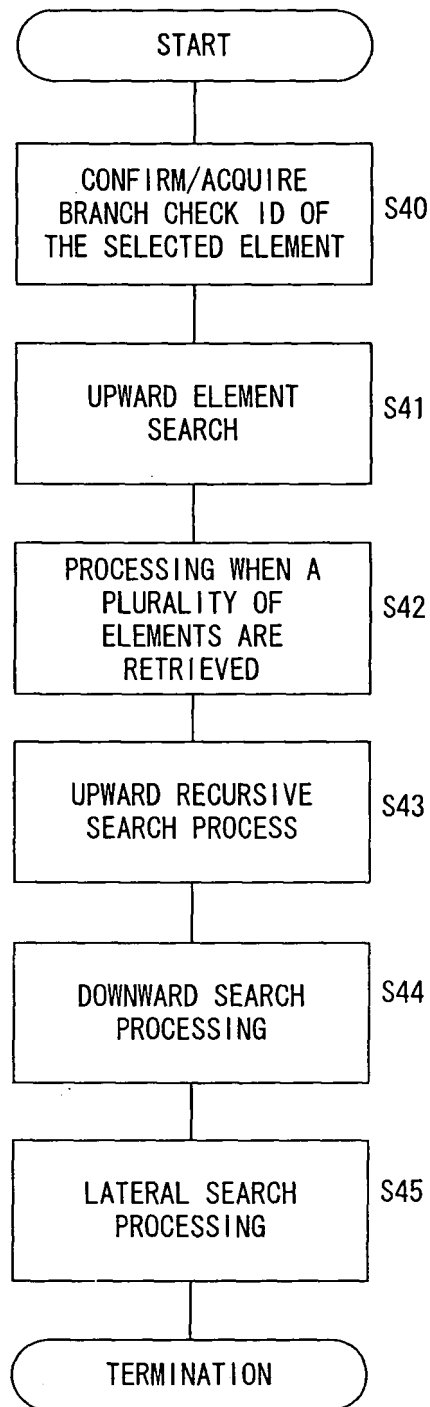 START
CONFIRM/ACQUIRE
BRANCH CHECK ID OF
THE SELECTED ELEMENT
S40
UPWARD ELEMENT
SEARCH
S41
PROCESSING WHEN A
PLURALITY OF
ELEMENTS ARE
RETRIEVED
S42
UPWARD RECURSIVE
SEARCH PROCESS
S43
DOWNWARD SEARCH
PROCESSING
S44
LATERAL SEARCH
PROCESSING
S45
TERMINATION